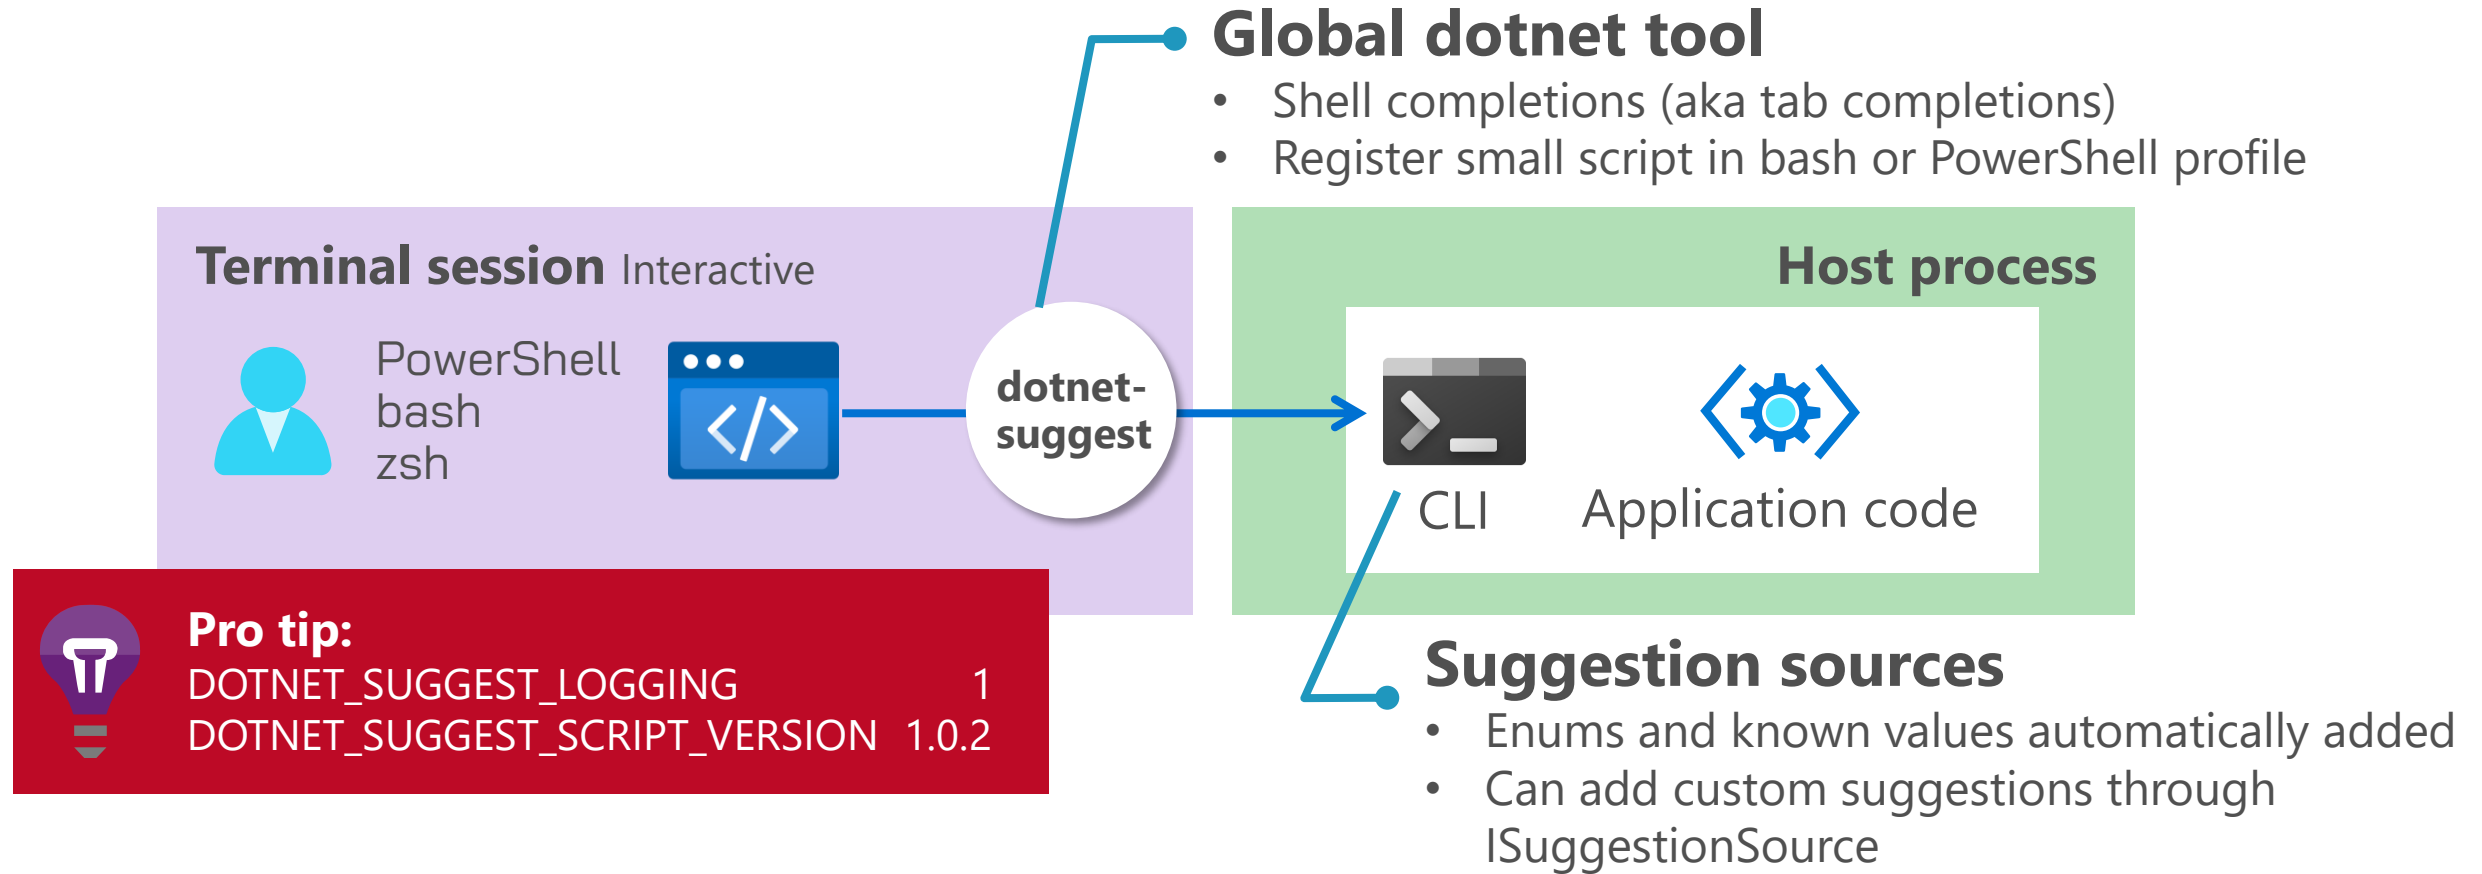 Global dotnet tool
• Shell completions (aka tab completions)
• Register small script in bash or PowerShell profile
Terminal session Interactive
PowerShell
bash
zsh
dotnet-
suggest
Host process
CLI
Application code
Pro tip:
DOTNET_SUGGEST_LOGGING 1
DOTNET_SUGGEST_SCRIPT_VERSION 1.0.2
Suggestion sources
• Enums and known values automatically added
• Can add custom suggestions through
ISuggestionSource